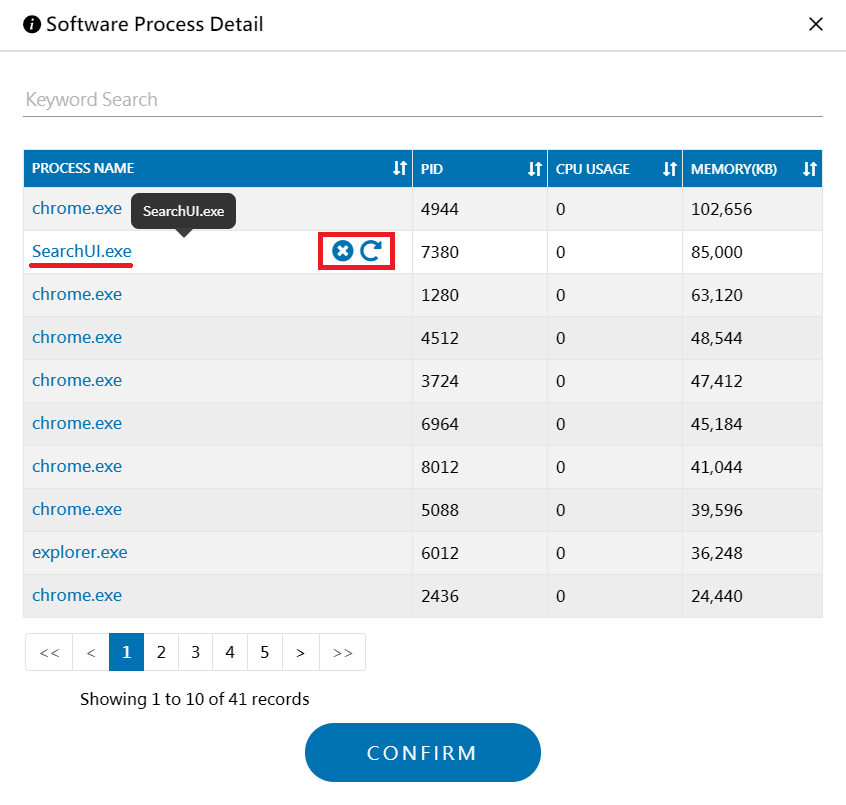 Software Process Detail
Keyword Search
PROCESS NAME PID CPU USAGE MEMORY(KB)
chrome.exe 4944 0 102,656
SearchUI.exe
SearchUI.exe 7380 0 85,000
chrome.exe 1280 0 63,120
chrome.exe 4512 0 48,544
chrome.exe 3724 0 47,412
chrome.exe 6964 0 45,184
chrome.exe 8012 0 41,044
chrome.exe 5088 0 39,596
explorer.exe 6012 0 36,248
chrome.exe 2436 0 24,440
<< < 1 2 3 4 5 > >>
Showing 1 to 10 of 41 records
CONFIRM